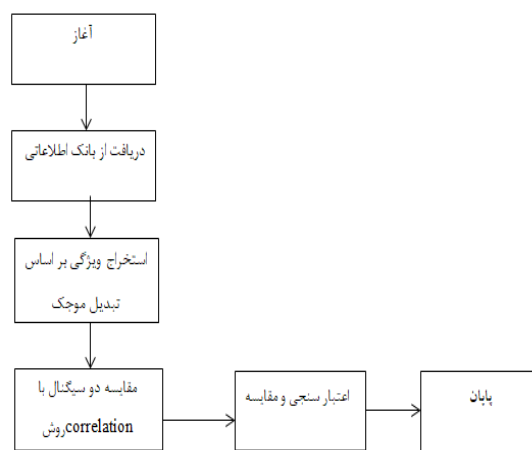 آغاز
دریافت از بانک اطلاعاتی
استخراج ویژگی بر اساس
تبدیل موجک
مقایسه دو سیگنال با
correlationروش
اعتبار سنجی و مقایسه
پایان